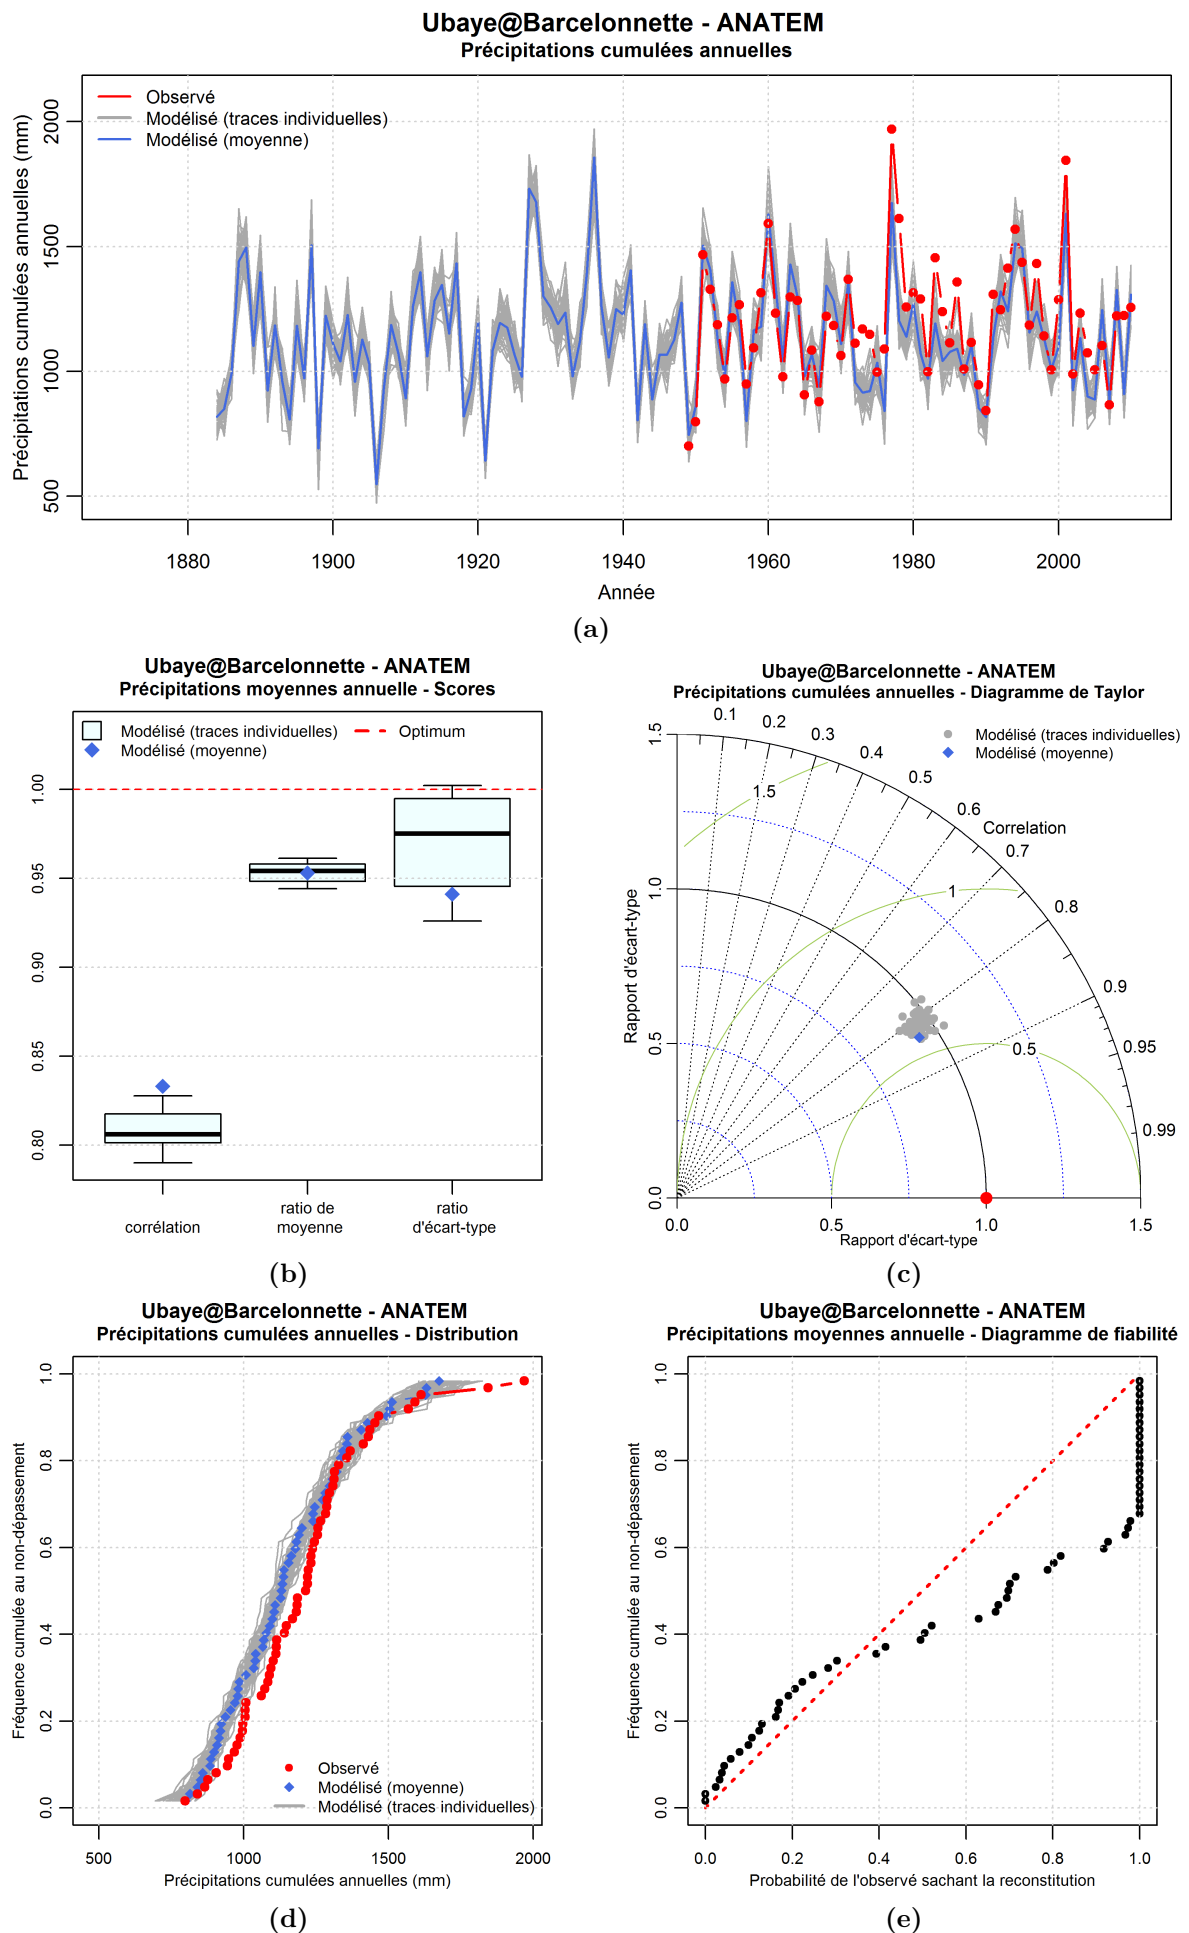 Ubaye@Barcelonnette - ANATEM
Précipitations cumulées annuelles
Observé
Modélisé (traces individuelles)
Modélisé (moyenne)
Précipitations cumulées annuelles (mm)
2000
1500
1000
500
1880 1900 1920 1940 1960 1980 2000
Année
(a)
Ubaye@Barcelonnette - ANATEM
Précipitations moyennes annuelle - Scores
Modélisé (traces individuelles) Optimum
Modélisé (moyenne)
1.00
0.95
0.90
0.85
0.80
corrélation
ratio de
moyenne
ratio
d'écart-type
(b)
Ubaye@Barcelonnette - ANATEM
Précipitations cumulées annuelles - Diagramme de Taylor
Modélisé (traces individuelles)
Modélisé (moyenne)
0.1 0.2 0.3 0.4 0.5 0.6 0.7 0.8 0.9 0.95 0.99
Correlation
1.5
1
0.5
Rapport d'écart-type
1.5
1.0
0.5
0.0
0.0 0.5 1.0 1.5
Rapport d'écart-type
(c)
Ubaye@Barcelonnette - ANATEM
Précipitations cumulées annuelles - Distribution
Fréquence cumulée au non-dépassement
1.0
0.8
0.6
0.4
0.2
0.0
Observé
Modélisé (moyenne)
Modélisé (traces individuelles)
500 1000 1500 2000
Précipitations cumulées annuelles (mm)
(d)
Ubaye@Barcelonnette - ANATEM
Précipitations moyennes annuelle - Diagramme de fiabilité
Fréquence cumulée au non-dépassement
1.0
0.8
0.6
0.4
0.2
0.0
0.0 0.2 0.4 0.6 0.8 1.0
Probabilité de l'observé sachant la reconstitution
(e)